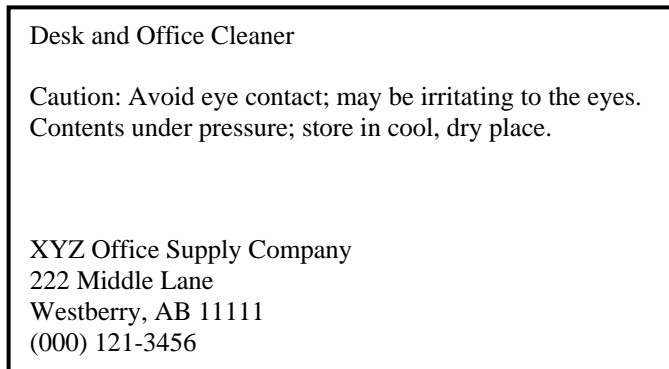 Desk and Office Cleaner
Caution: Avoid eye contact; may be irritating to the eyes.
Contents under pressure; store in cool, dry place.
XYZ Office Supply Company
222 Middle Lane
Westberry, AB 11111
(000) 121-3456